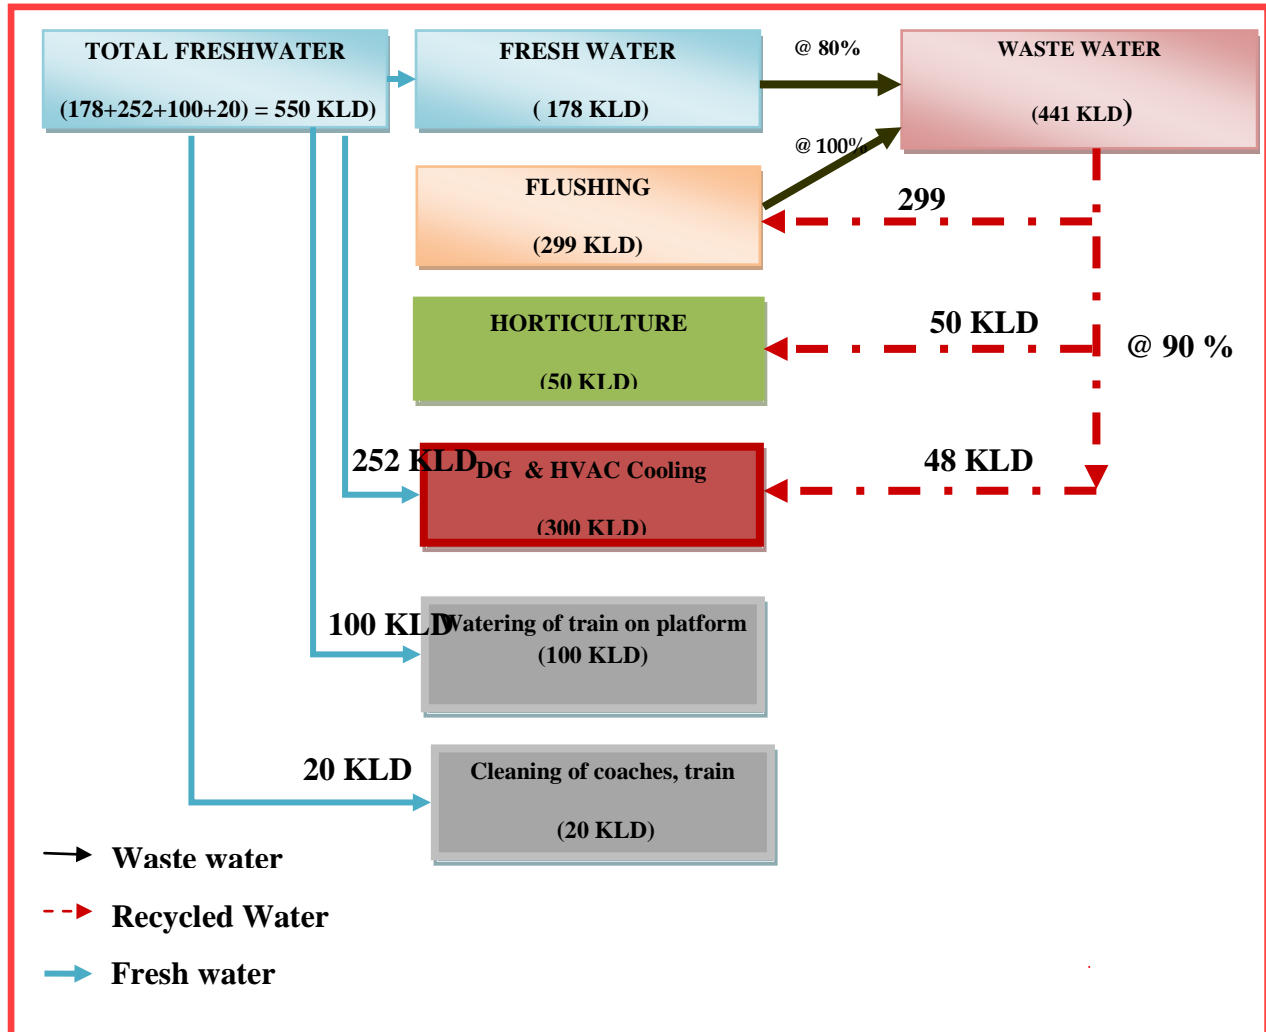 TOTAL FRESHWATER
(178+252+100+20) = 550 KLD)
FRESH WATER
( 178 KLD)
@ 80%
WASTE WATER
(441 KLD)
@ 100%
FLUSHING
(299 KLD)
299
HORTICULTURE
(50 KLD)
50 KLD
@ 90 %
252 KLD
DG & HVAC Cooling
(300 KLD)
48 KLD
100 KLD
Watering of train on platform
(100 KLD)
20 KLD
Cleaning of coaches, train
(20 KLD)
Waste water
Recycled Water
Fresh water